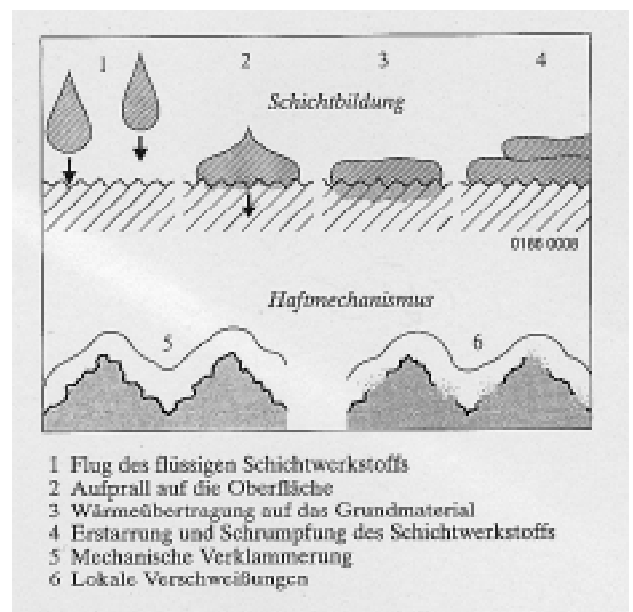 1 2 3 4
Schichtbildung
0186 0008
Haftmechanismus
5 6
1 Flug des flüssigen Schichtwerkstoffs
2 Aufprall auf die Oberfläche
3 Wärmeübertragung auf das Grundmaterial
4 Erstarrung und Schrumpfung des Schichtwerkstoffs
5 Mechanische Verklammerung
6 Lokale Verschweißungen